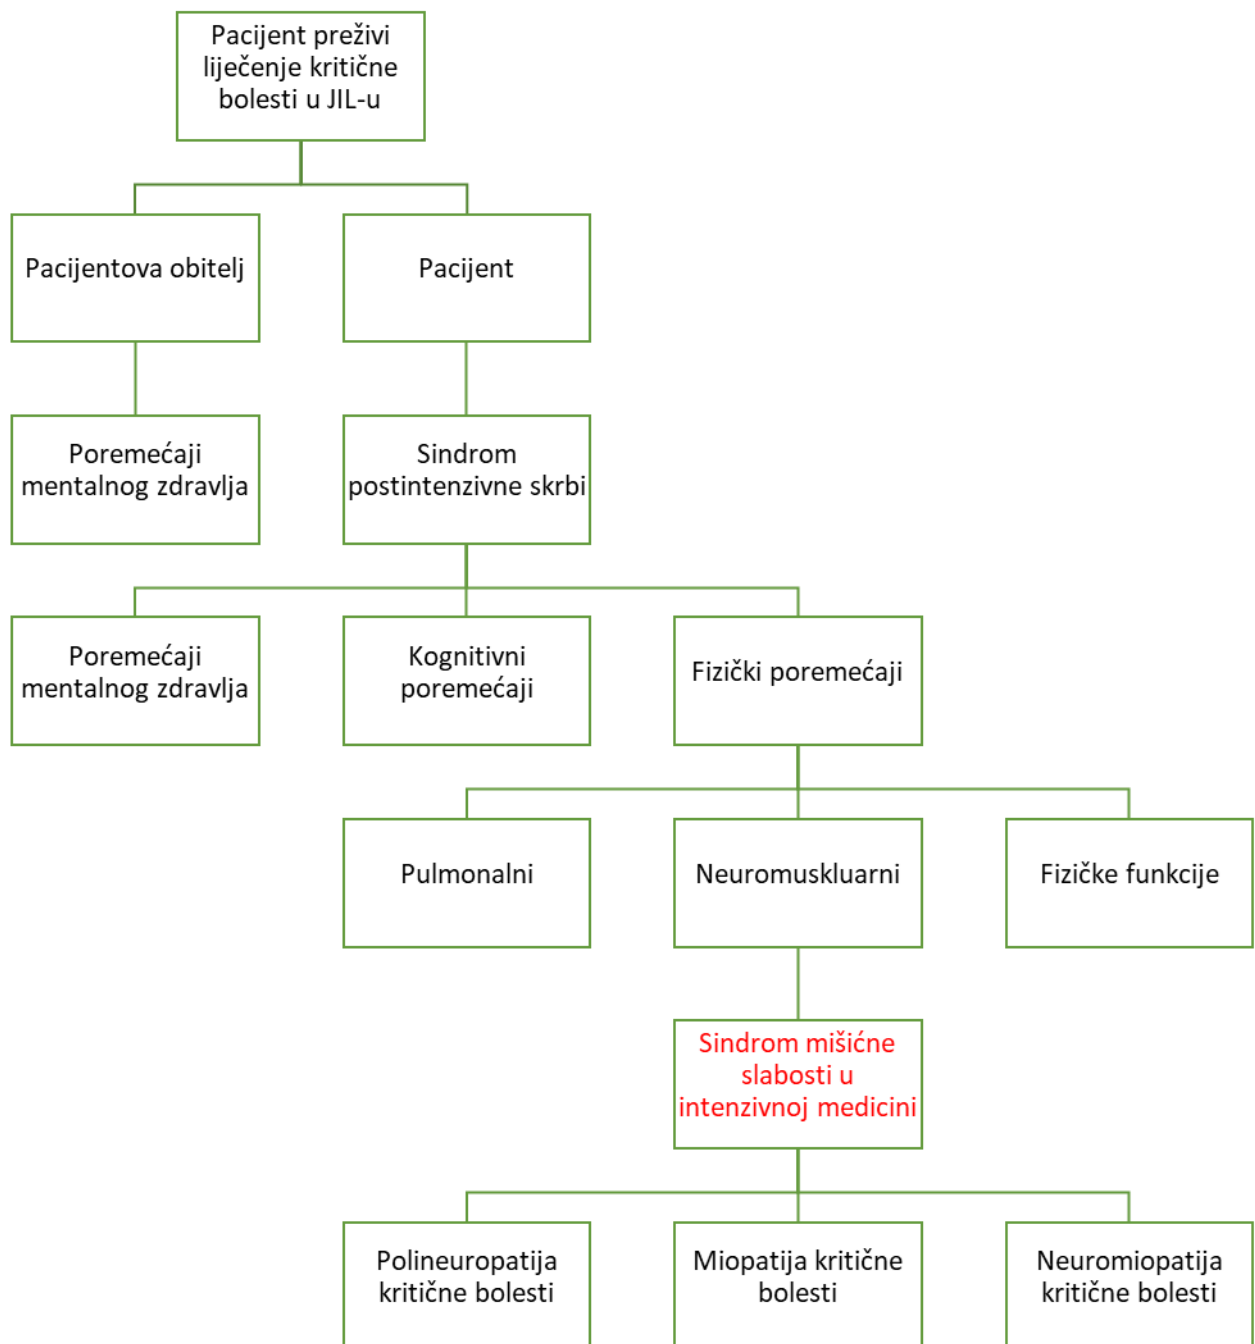 Pacijent preživi
liječenje kritične
bolesti u JIL-u
Pacijentova obitelj
Pacijent
Poremećaji
mentalnog zdravlja
Sindrom
postintenzivne skrbi
Poremećaji
mentalnog zdravlja
Kognitivni
poremećaji
Fizički poremećaji
Pulmonalni
Neuromuskluarni
Fizičke funkcije
Sindrom mišićne
slabosti u
intenzivnoj medicini
Polineuropatija
kritične bolesti
Miopatija kritične
bolesti
Neuromiopatija
kritične bolesti